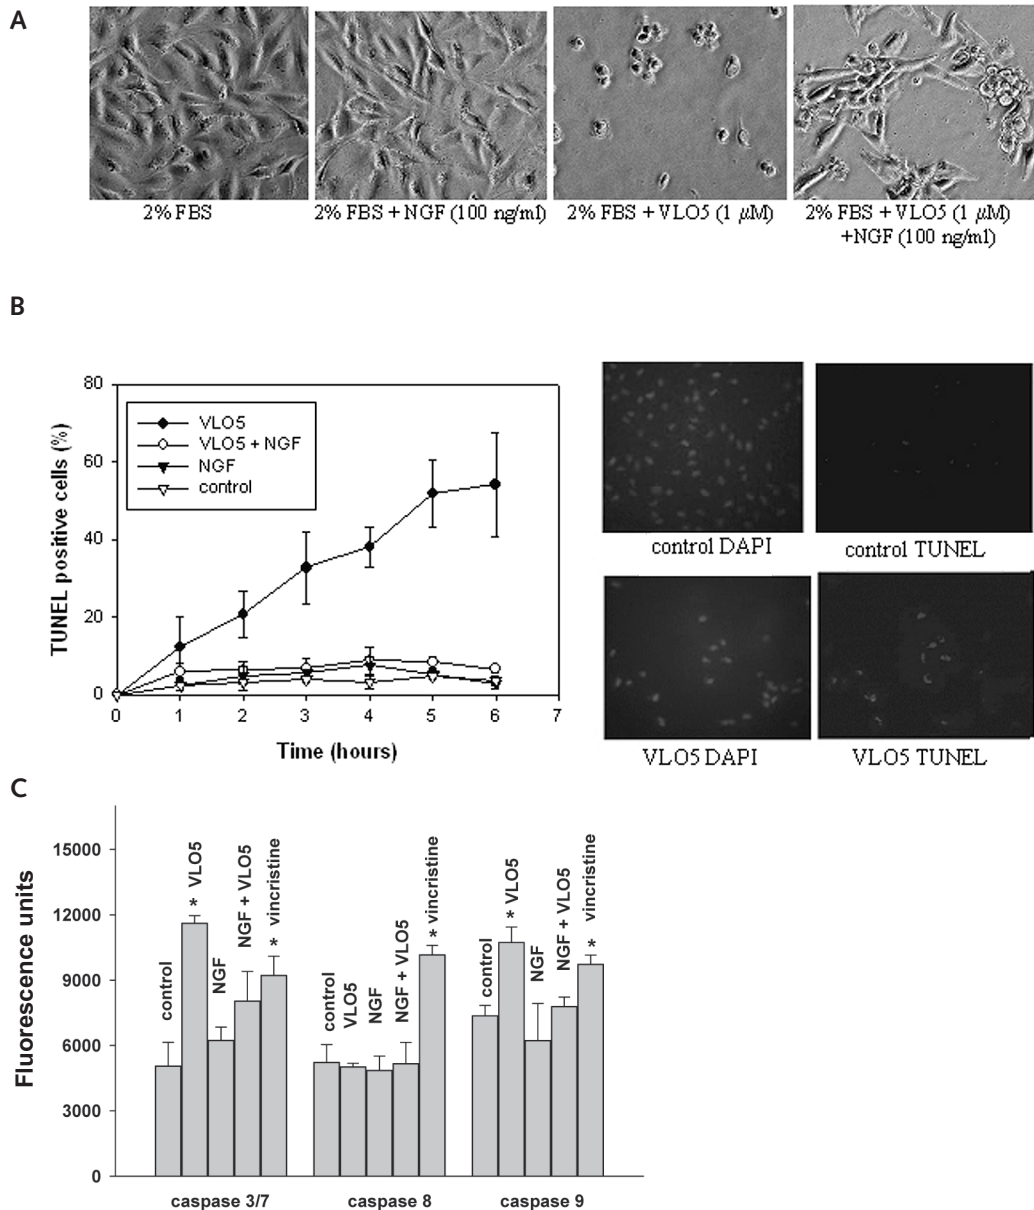 A
2% FBS
2% FBS + NGF (100 ng/ml)
2% FBS + VLO5 (1 µM)
2% FBS + VLO5 (1 µM)
+NGF (100 ng/ml)
B
80
60
40
20
0
TUNEL positive cells (%)
VLO5
VLO5 + NGF
NGF
control
0 1 2 3 4 5 6 7
Time (hours)
control DAPI
control TUNEL
VLO5 DAPI
VLO5 TUNEL
C
Fluorescence units
15000
12000
9000
6000
3000
0
control
* VLO5
NGF
NGF + VLO5
* vincristine
control
VLO5
NGF
NGF + VLO5
* vincristine
control
* VLO5
NGF
NGF + VLO5
* vincristine
caspase 3/7
caspase 8
caspase 9